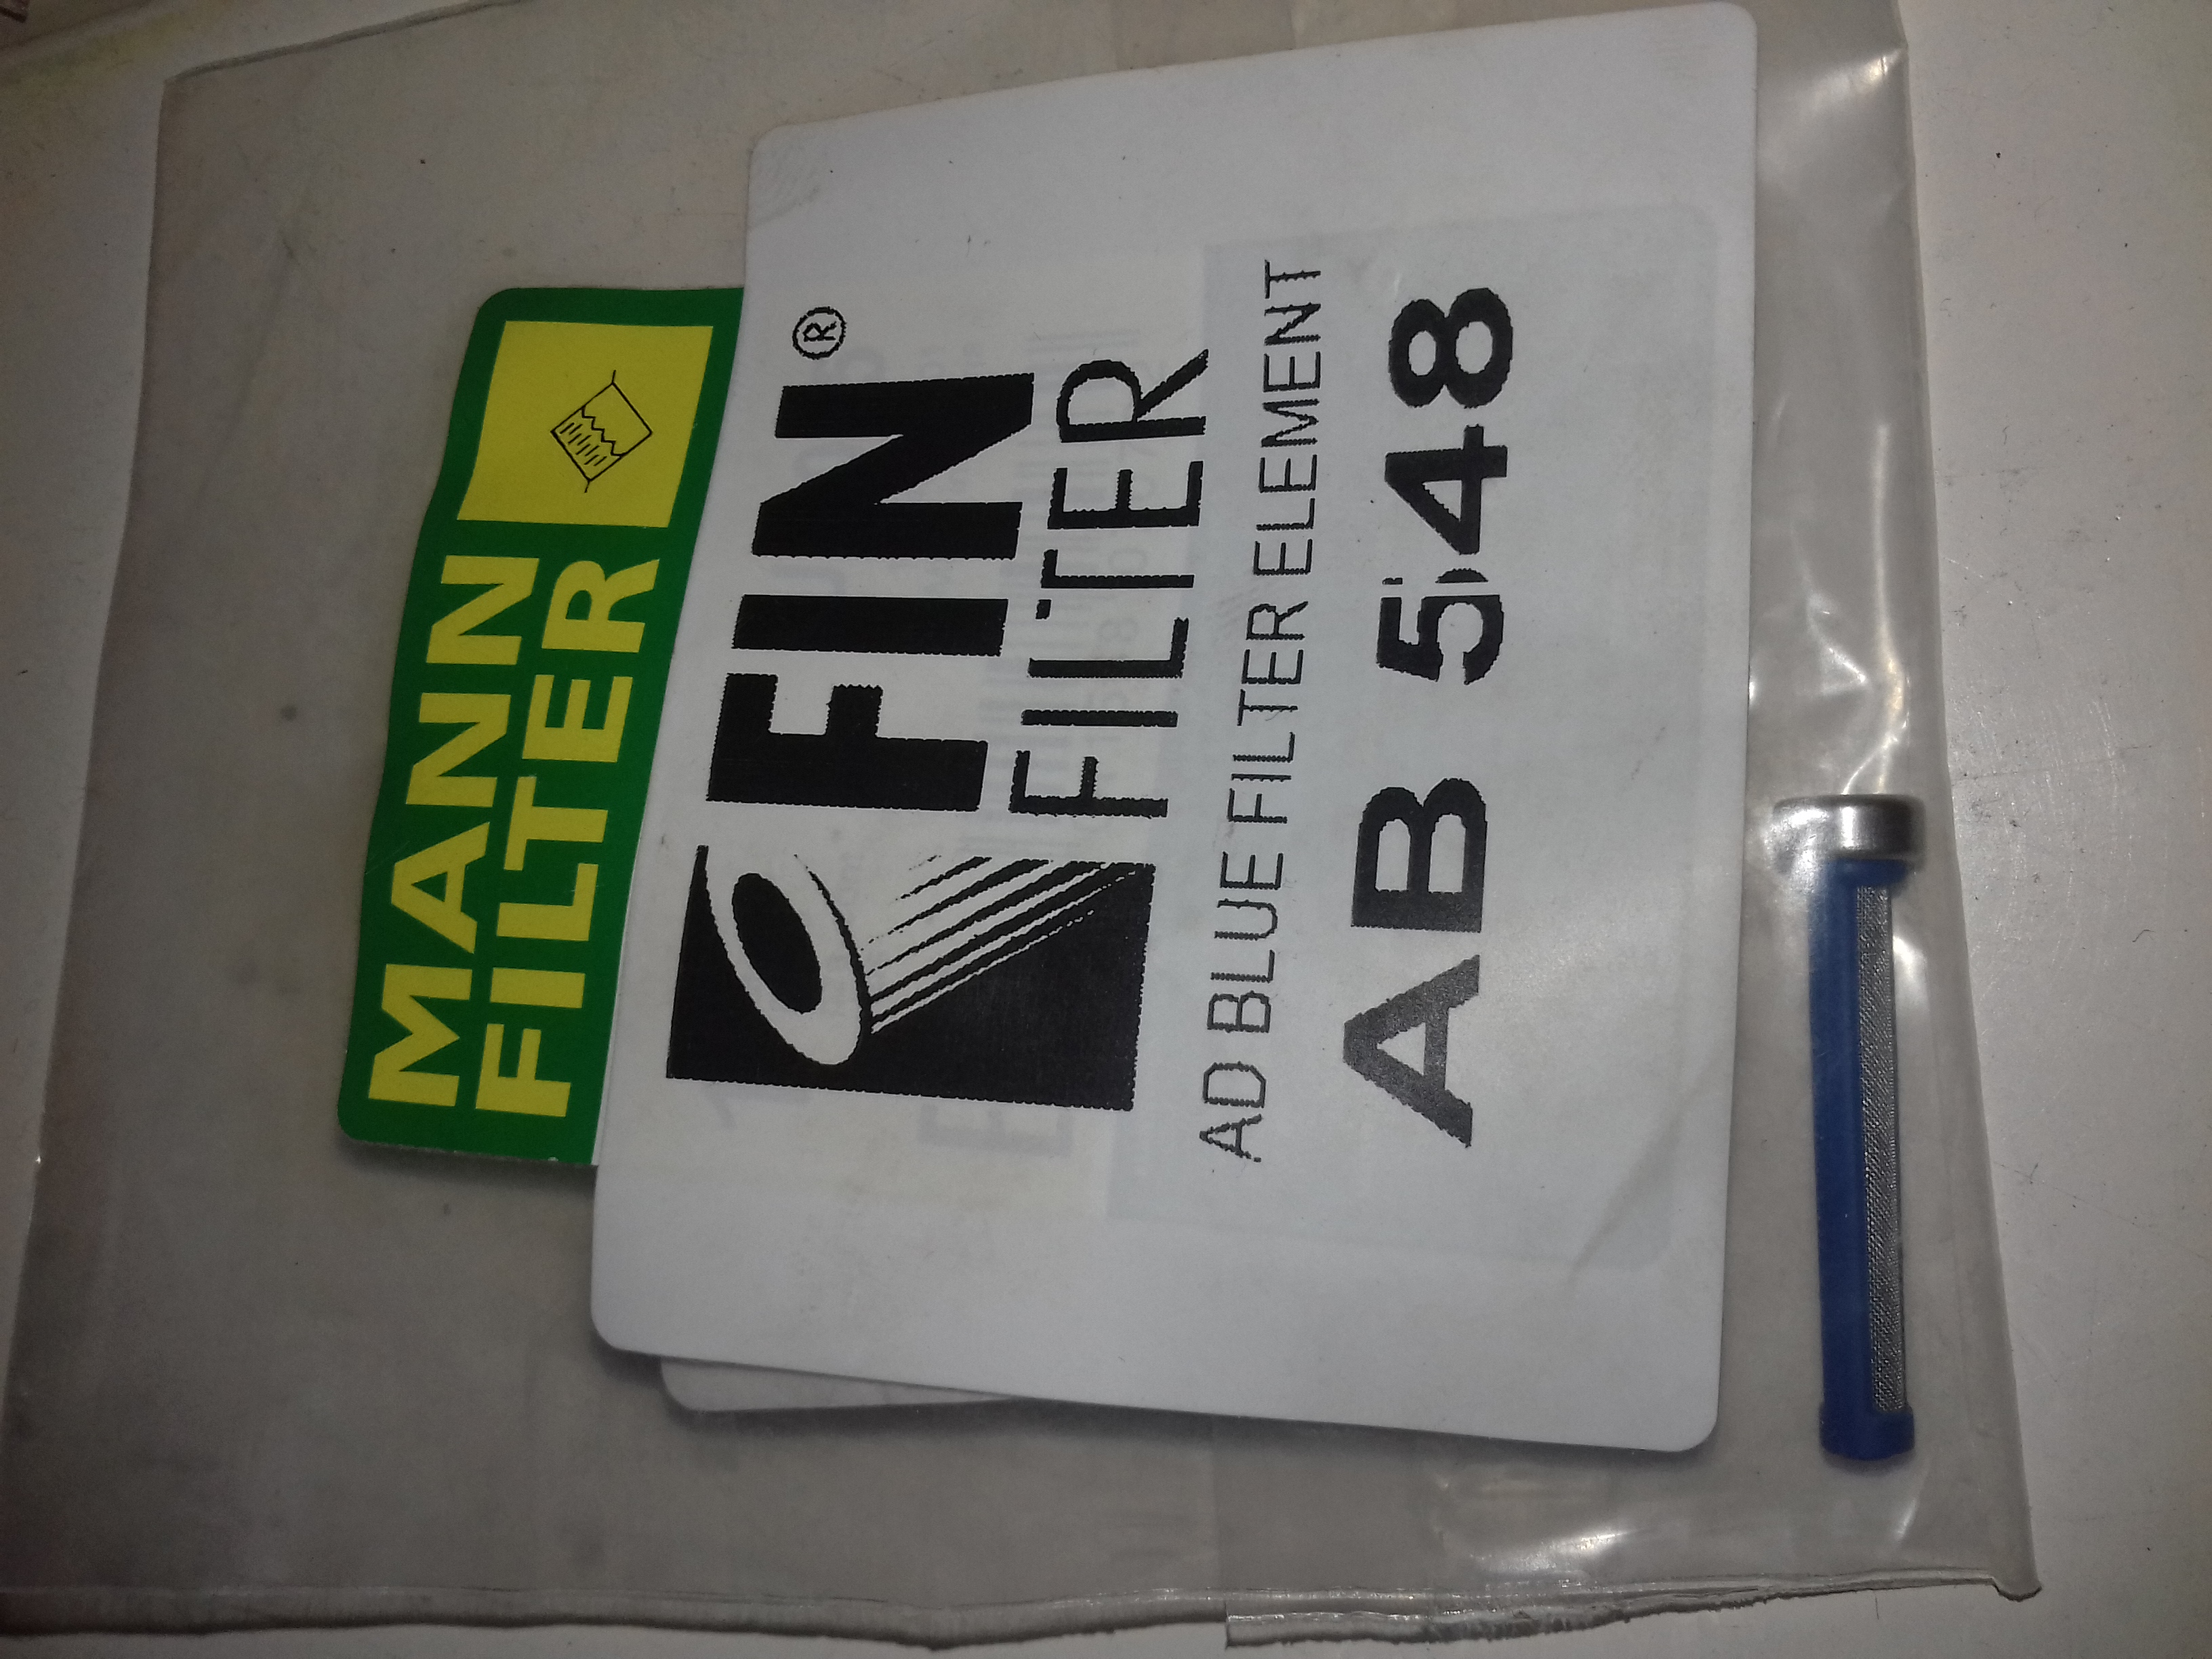 MANN
FILTER
FIN®
FILTER
AD BLUE FILTER ELEMENT
AB 548